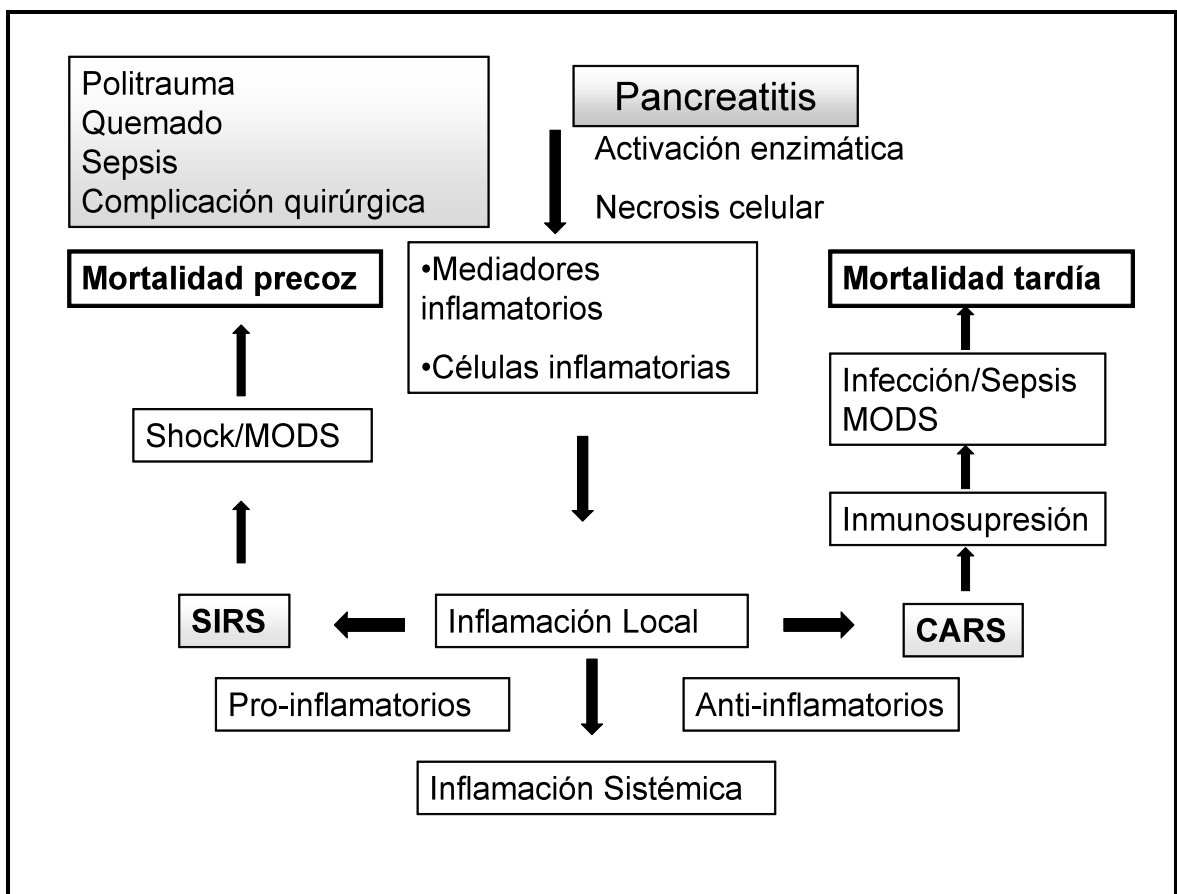 Politrauma
Quemado
Sepsis
Complicación quirúrgica
Pancreatitis
Activación enzimática
Necrosis celular
Mortalidad precoz
•Mediadores
inflamatorios
•Células inflamatorias
Mortalidad tardía
Shock/MODS
Infección/Sepsis
MODS
Inmunosupresión
SIRS
Inflamación Local
CARS
Pro-inflamatorios
Anti-inflamatorios
Inflamación Sistémica